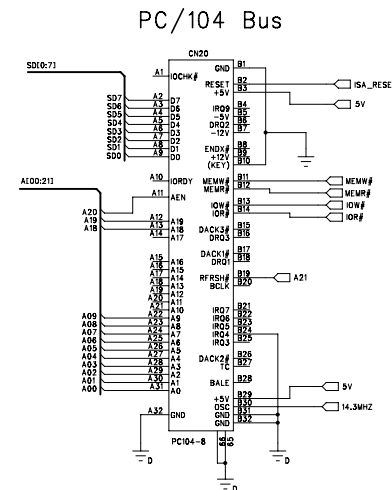 PC/104 Bus
CN20
SD[0:7]
A1 IOCHK#
SD7 A2 D7
SD6 A3 D6
SD5 A4 D5
SD4 A5 D4
SD3 A6 D3
SD2 A7 D2
SD1 A8 D1
SD0 A9 D0
A[00:21]
A10 IORDY
A11 AEN
A20
A19 A12 A19
A18 A13 A18
A14 A17
A15 A16
A16 A15
A17 A14
A18 A13
A19 A12
A20 A11
A21 A10
A09 A22 A9
A08 A23 A8
A07 A24 A7
A06 A25 A6
A05 A26 A5
A04 A27 A4
A03 A28 A3
A02 A29 A2
A01 A30 A1
A00 A31 A0
A32 GND
GND B1
RESET B2 ISA_RESE
+5V B3 5V
IRQ9 B4
-5V B5
DRQ2 B6
-12V B7
ENDX# B8
+12V B9
(KEY) B10
MEMW# B11 MEMW#
MEMR# B12 MEMR#
IOW# B13 IOW#
IOR# B14 IOR#
DACK3# B15
DRQ3 B16
DACK1# B17
DRQ1 B18
RFRSH# B19 A21
BCLK B20
IRQ7 B21
IRQ6 B22
IRQ5 B23
IRQ4 B24
IRQ3 B25
DACK2# B26
TC B27
BALE B28
+5V B29 5V
OSC B30 14.3MHZ
GND B31
GND B32
PC104-8
66
65
D
D
D